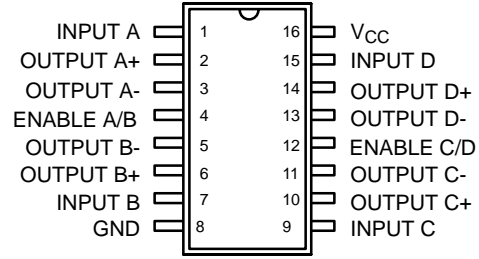 INPUT A 1 16 VCC
OUTPUT A+ 2 15 INPUT D
OUTPUT A- 3 14 OUTPUT D+
ENABLE A/B 4 13 OUTPUT D-
OUTPUT B- 5 12 ENABLE C/D
OUTPUT B+ 6 11 OUTPUT C-
INPUT B 7 10 OUTPUT C+
GND 8 9 INPUT C